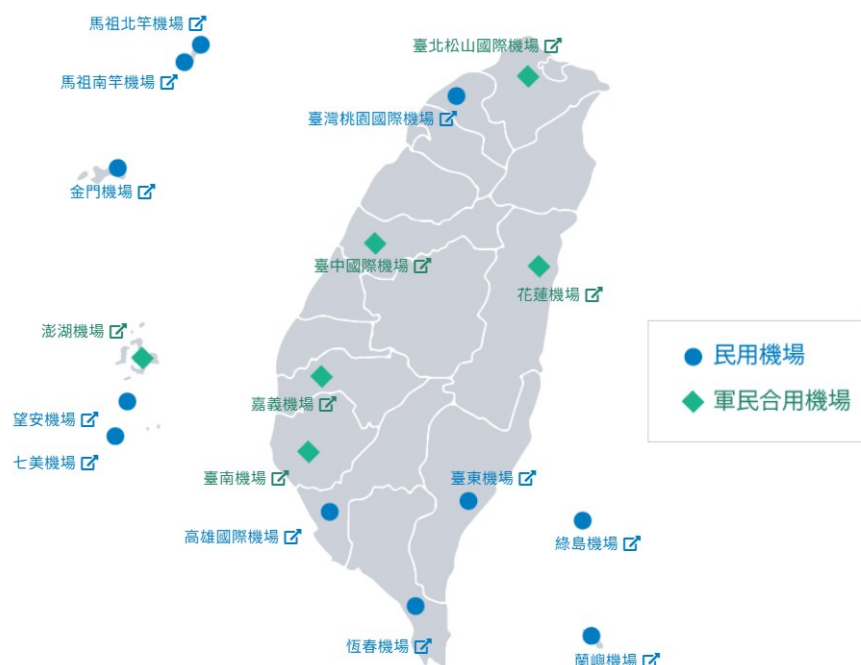 馬祖北竿機場
臺北松山國際機場
馬祖南竿機場
臺灣桃園國際機場
金門機場
臺中國際機場
花蓮機場
澎湖機場
民用機場
軍民合用機場
嘉義機場
望安機場
七美機場
臺南機場
臺東機場
高雄國際機場
綠島機場
恆春機場
蘭嶼機場